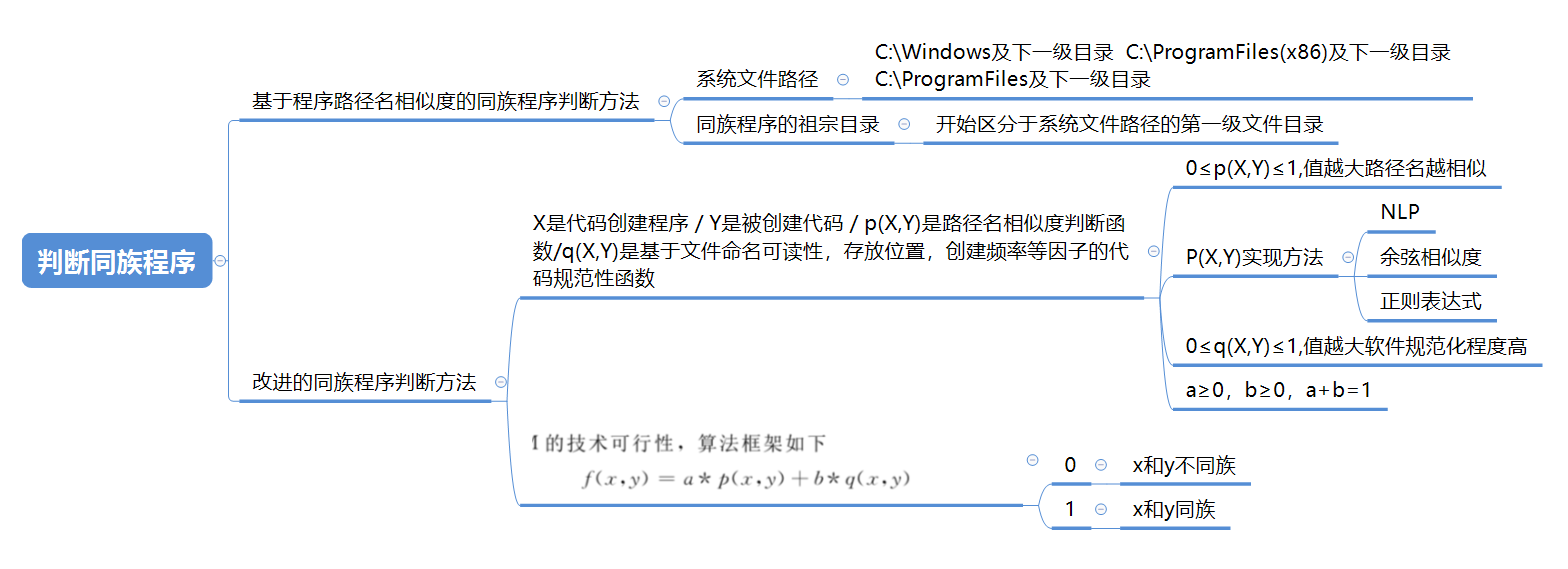 判断同族程序
基于程序路径名相似度的同族程序判断方法
系统文件路径
C:\Windows及下一级目录 C:\ProgramFiles(x86)及下一级目录
C:\ProgramFiles及下一级目录
同族程序的祖宗目录
开始区分于系统文件路径的第一级文件目录
改进的同族程序判断方法
X是代码创建程序 / Y是被创建代码 / p(X,Y)是路径名相似度判断函
数/q(X,Y)是基于文件命名可读性，存放位置，创建频率等因子的代
码规范性函数
0≤p(X,Y)≤1,值越大路径名越相似
P(X,Y)实现方法
NLP
余弦相似度
正则表达式
0≤q(X,Y)≤1,值越大软件规范化程度高
a≥0，b≥0，a+b=1
的技术可行性，算法框架如下
f(x,y) = a* p(x,y)+b* q(x,y)
0
x和y不同族
1
x和y同族